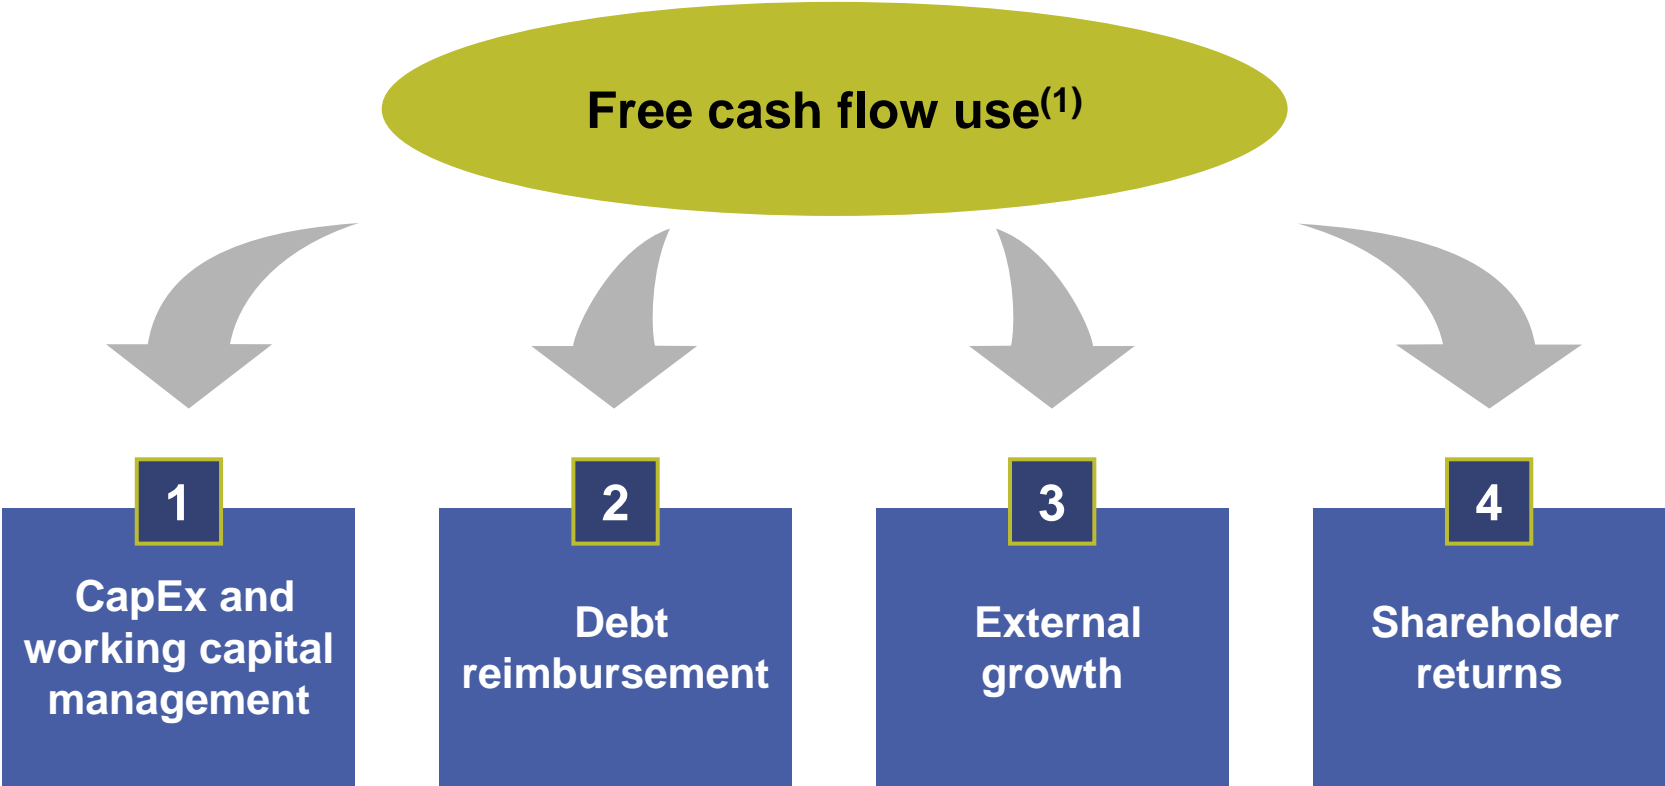 Free cash flow use(1)
1
CapEx and
working capital
management
2
Debt
reimbursement
3
External
growth
4
Shareholder
returns